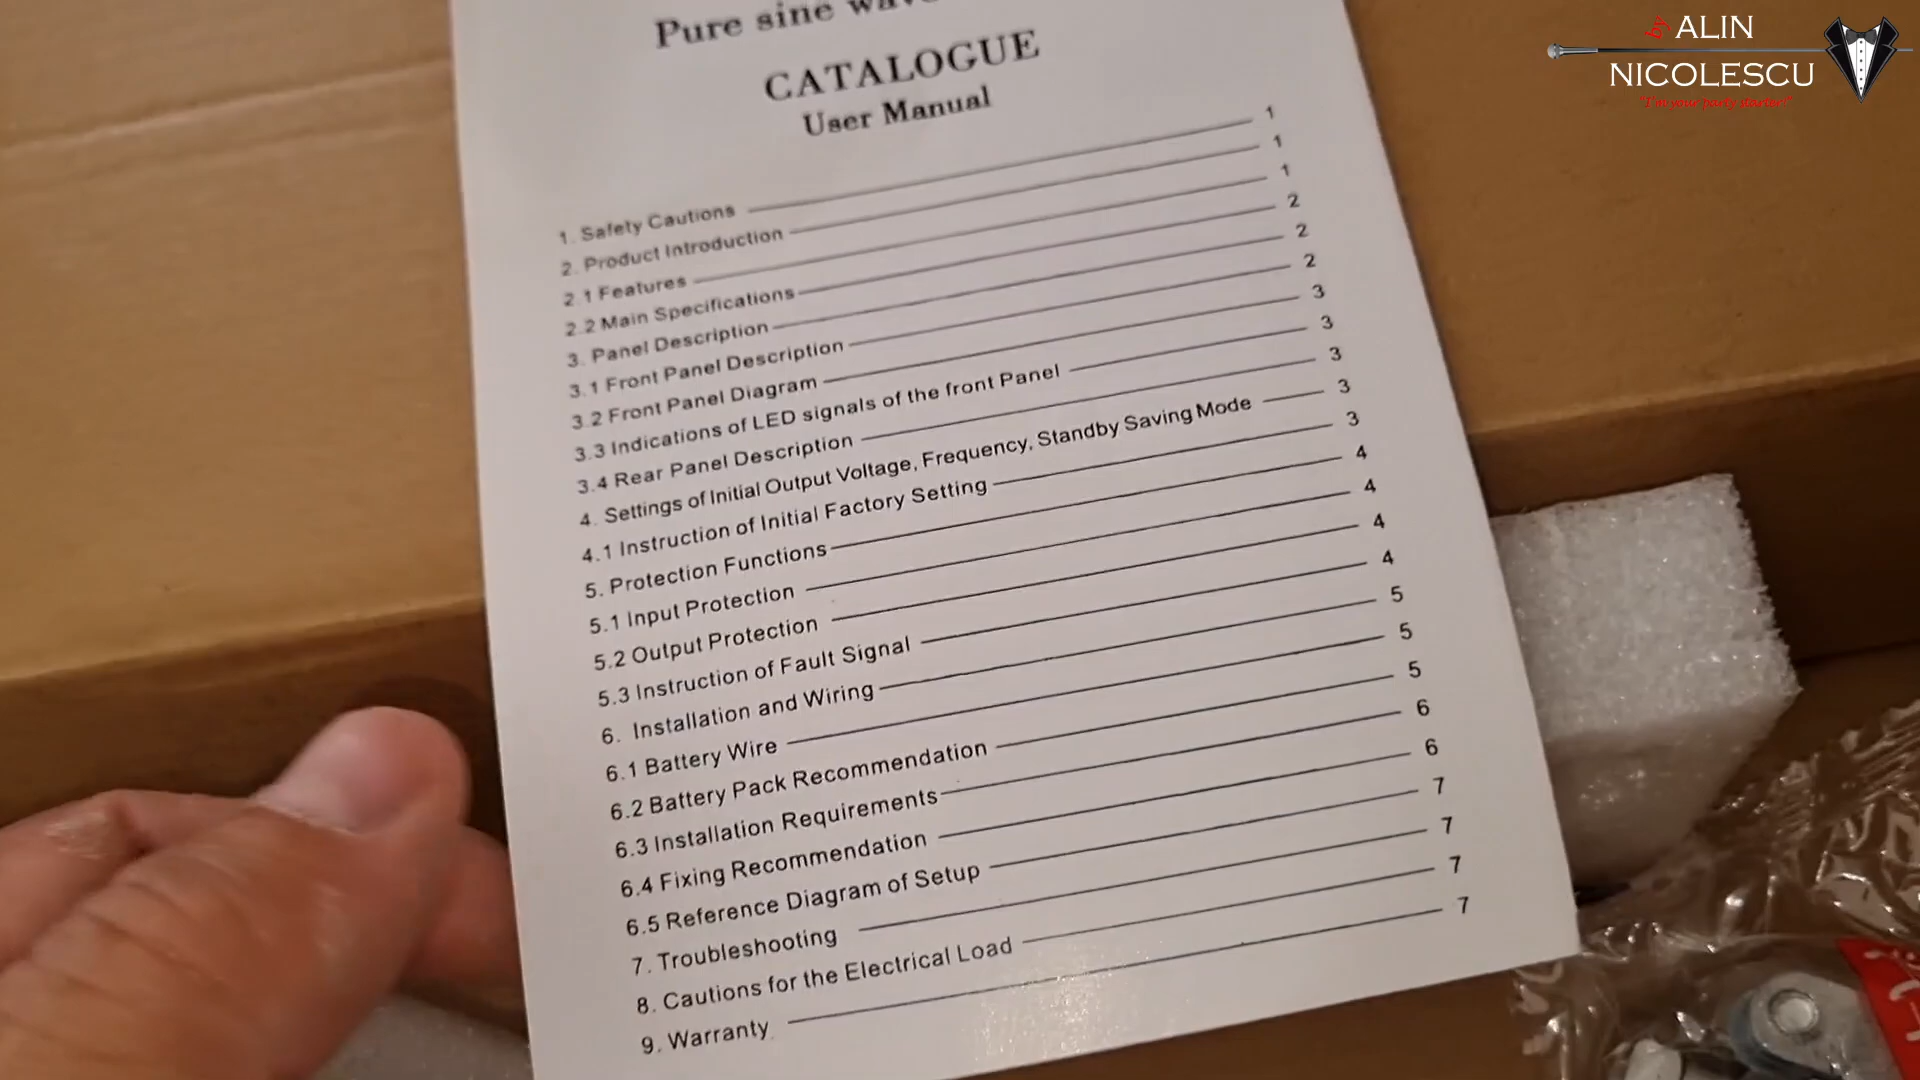 by ALIN
NICOLESCU
"I'm your party starter!"
Pure sine
CATALOGUE
User Manual
1. Safety Cautions 1
2. Product Introduction 1
2.1 Features 1
2.2 Main Specifications 2
3. Panel Description 2
3.1 Front Panel Description 2
3.2 Front Panel Diagram 3
3.3 Indications of LED signals of the front Panel 3
3.4 Rear Panel Description 3
4. Settings of Initial Output Voltage, Frequency, Standby Saving Mode 3
4.1 Instruction of Initial Factory Setting 3
5. Protection Functions 4
5.1 Input Protection 4
5.2 Output Protection 4
5.3 Instruction of Fault Signal 4
6. Installation and Wiring 5
6.1 Battery Wire 5
6.2 Battery Pack Recommendation 5
6.3 Installation Requirements 6
6.4 Fixing Recommendation 6
6.5 Reference Diagram of Setup 7
7. Troubleshooting 7
8. Cautions for the Electrical Load 7
9. Warranty 7